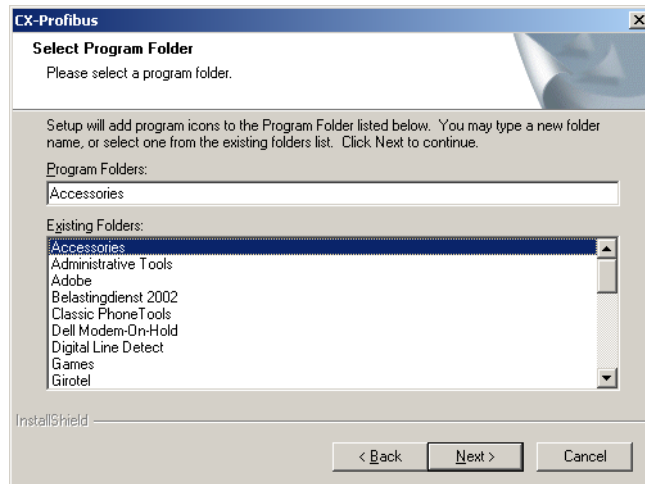 CX-Profibus
Select Program Folder
Please select a program folder.
Setup will add program icons to the Program Folder listed below. You may type a new folder
name, or select one from the existing folders list. Click Next to continue.
Program Folders:
Accessories
Existing Folders:
Accessories
Administrative Tools
Adobe
Belastingdienst 2002
Classic PhoneTools
Dell Modem-On-Hold
Digital Line Detect
Games
Girotel
InstallShield
< Back Next > Cancel